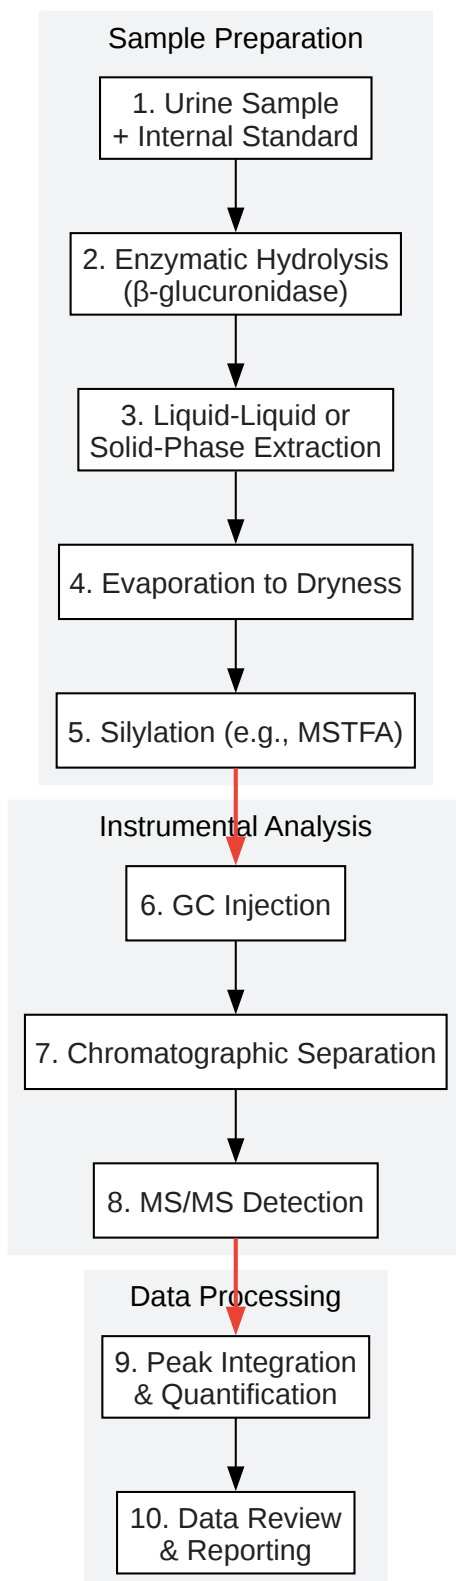 Sample Preparation
1. Urine Sample
+ Internal Standard
2. Enzymatic Hydrolysis
(β-glucuronidase)
3. Liquid-Liquid or
Solid-Phase Extraction
4. Evaporation to Dryness
5. Silylation (e.g., MSTFA)
Instrumental Analysis
6. GC Injection
7. Chromatographic Separation
8. MS/MS Detection
Data Processing
9. Peak Integration
& Quantification
10. Data Review
& Reporting